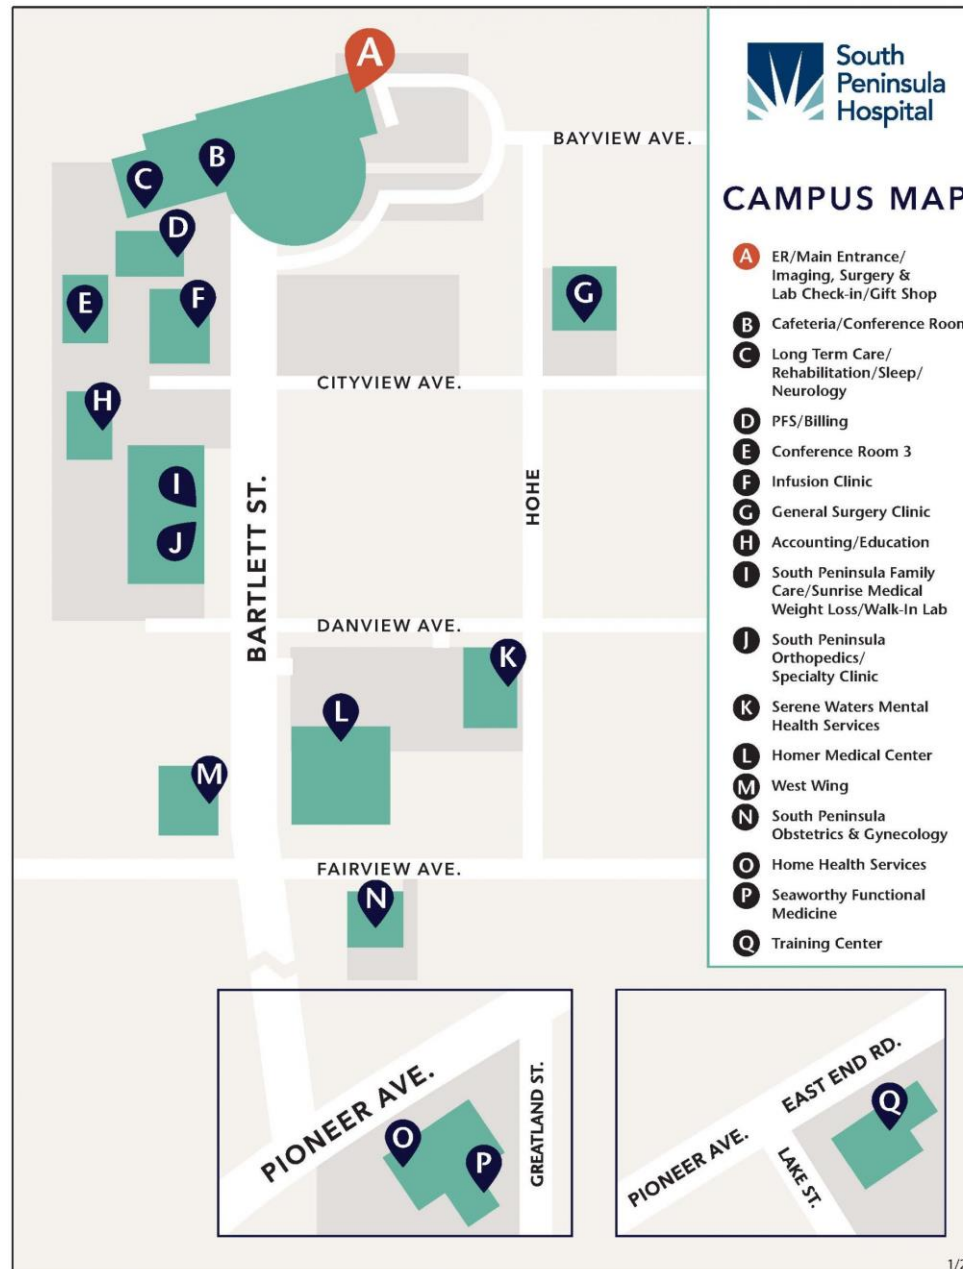 A
South
Peninsula
Hospital
BAYVIEW AVE.
B
C
CAMPUS MAP
D
A ER/Main Entrance/
Imaging, Surgery &
Lab Check-in/Gift Shop
E
F
G
B Cafeteria/Conference Room
C Long Term Care/
Rehabilitation/Sleep/
Neurology
CITYVIEW AVE.
H
D PFS/Billing
E Conference Room 3
F Infusion Clinic
I
HOHE
BARTLETT ST.
G General Surgery Clinic
J
H Accounting/Education
I South Peninsula Family
Care/Sunrise Medical
Weight Loss/Walk-In Lab
DANVIEW AVE.
J South Peninsula
Orthopedics/
Specialty Clinic
K
K Serene Waters Mental
Health Services
L
L Homer Medical Center
M
M West Wing
N South Peninsula
Obstetrics & Gynecology
FAIRVIEW AVE.
O Home Health Services
N
P Seaworthy Functional
Medicine
Q Training Center
PIONEER AVE.
GREATLAND ST.
O
P
EAST END RD.
Q
PIONEER AVE.
LAKE ST.
1/2